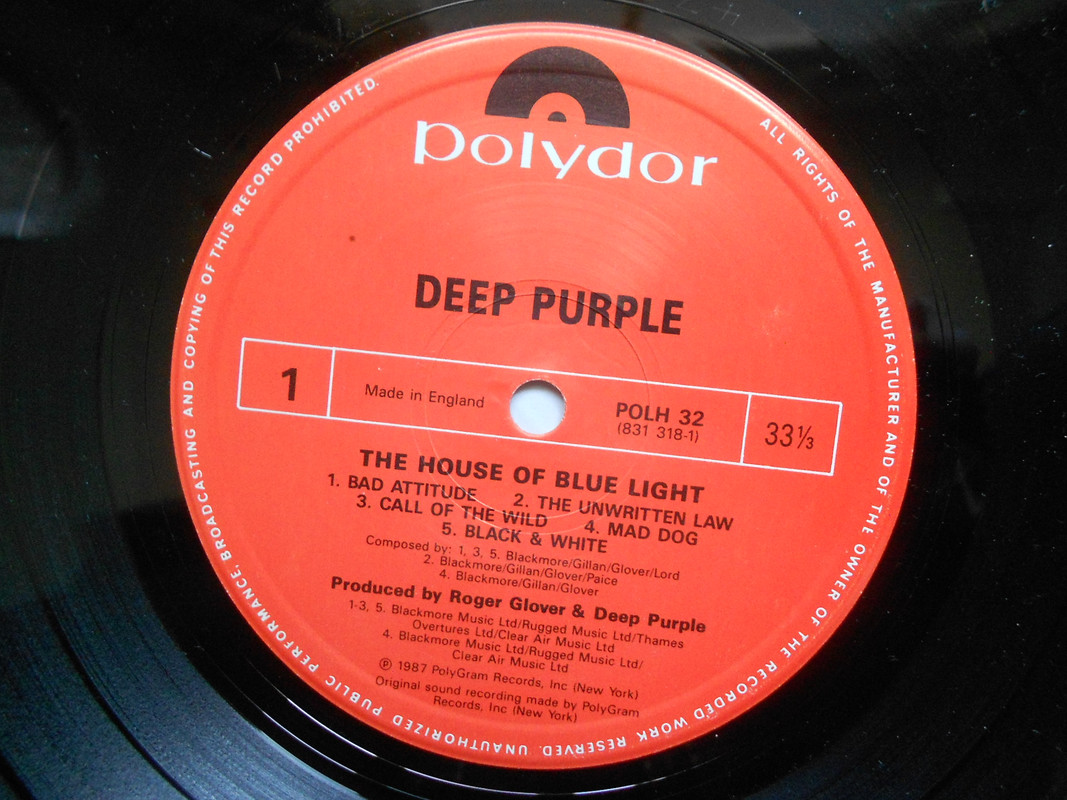 polydor
DEEP PURPLE
1
Made in England
POLH 32
(831 318-1)
33⅓
THE HOUSE OF BLUE LIGHT
1. BAD ATTITUDE 2. THE UNWRITTEN LAW
3. CALL OF THE WILD 4. MAD DOG
5. BLACK & WHITE
Composed by: 1, 3, 5. Blackmore/Gillan/Glover/Lord
2. Blackmore/Gillan/Glover/Paice
4. Blackmore/Gillan/Glover
Produced by Roger Glover & Deep Purple
1-3, 5. Blackmore Music Ltd/Rugged Music Ltd/Thames
Overtures Ltd/Clear Air Music Ltd
4. Blackmore Music Ltd/Rugged Music Ltd/
Clear Air Music Ltd
℗ 1987 PolyGram Records, Inc (New York)
Original sound recording made by PolyGram
Records, Inc (New York)
ALL RIGHTS OF THE MANUFACTURER AND OF THE OWNER OF THE RECORDED WORK RESERVED. UNAUTHORIZED PUBLIC PERFORMANCE, BROADCASTING AND COPYING OF THIS RECORD PROHIBITED.